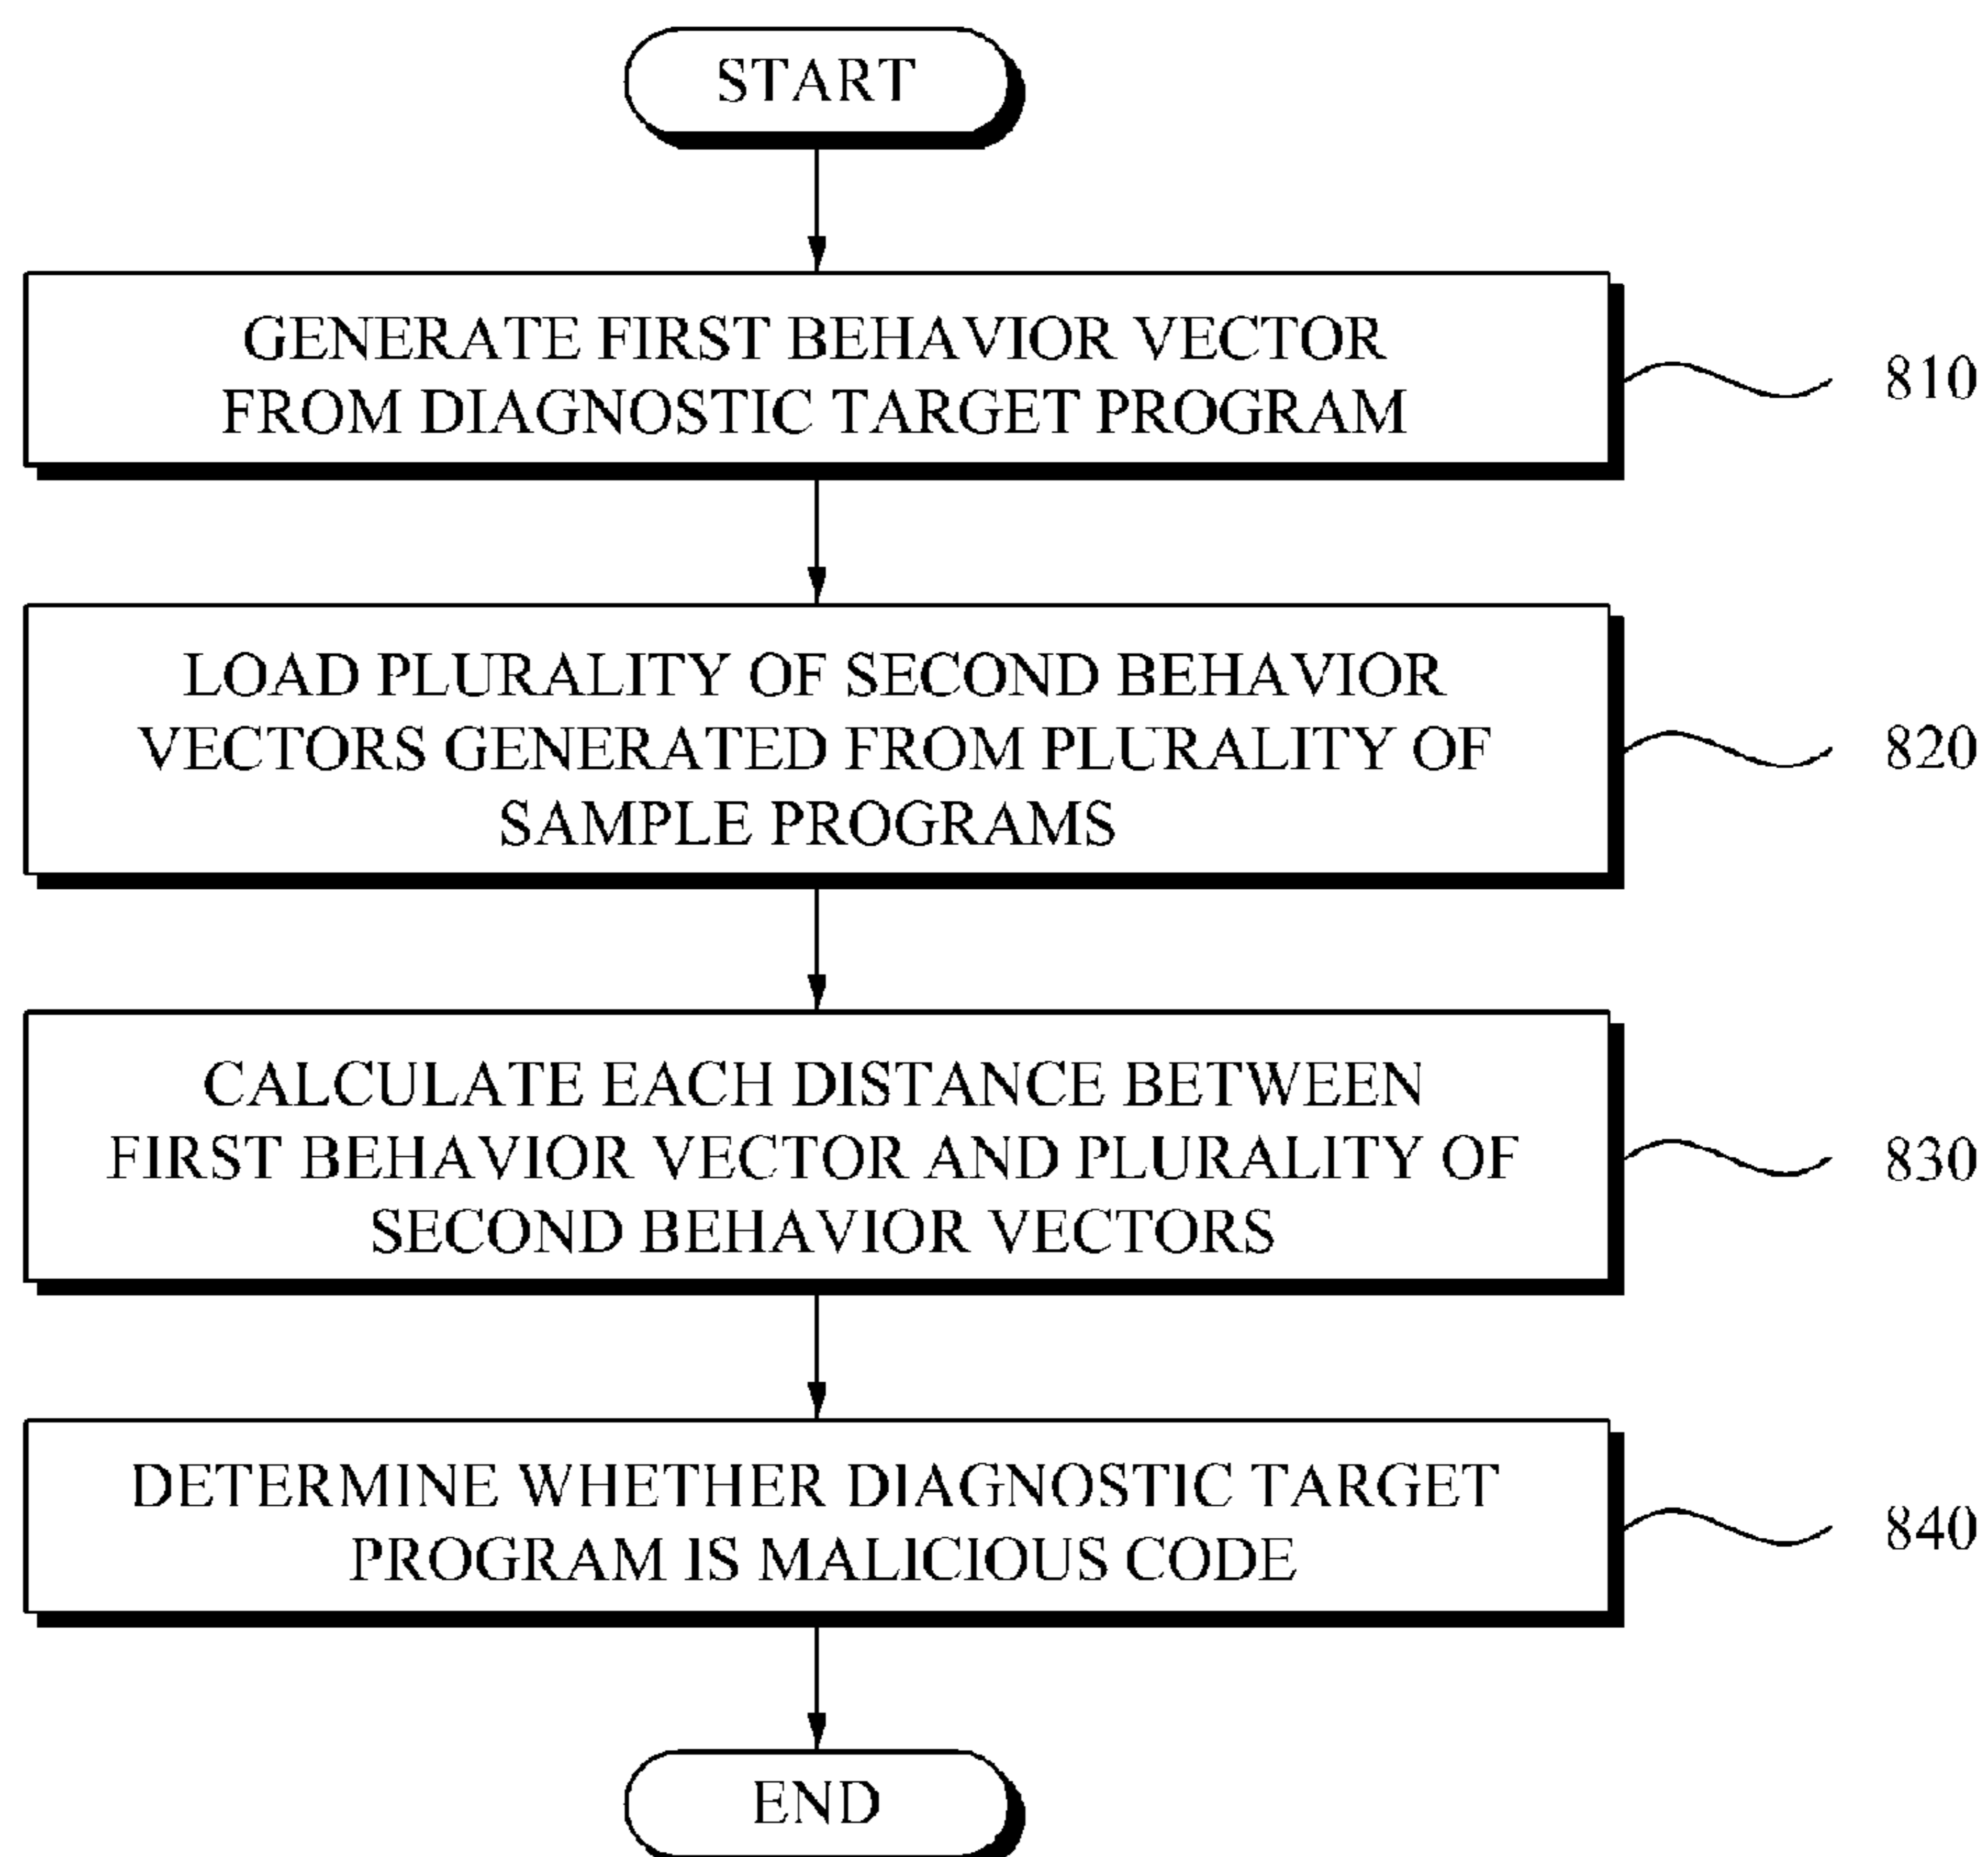 START
GENERATE FIRST BEHAVIOR VECTOR
FROM DIAGNOSTIC TARGET PROGRAM
810
LOAD PLURALITY OF SECOND BEHAVIOR
VECTORS GENERATED FROM PLURALITY OF
SAMPLE PROGRAMS
820
CALCULATE EACH DISTANCE BETWEEN
FIRST BEHAVIOR VECTOR AND PLURALITY OF
SECOND BEHAVIOR VECTORS
830
DETERMINE WHETHER DIAGNOSTIC TARGET
PROGRAM IS MALICIOUS CODE
840
END